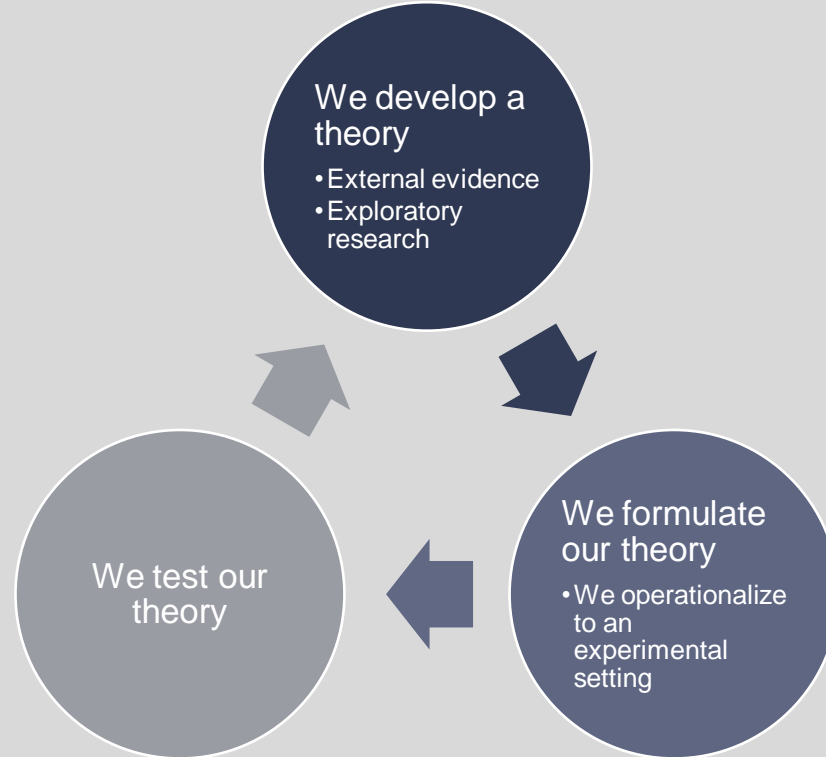 We develop a
theory
•External evidence
•Exploratory
research
We formulate
our theory
•We operationalize
to an
experimental
setting
We test our
theory